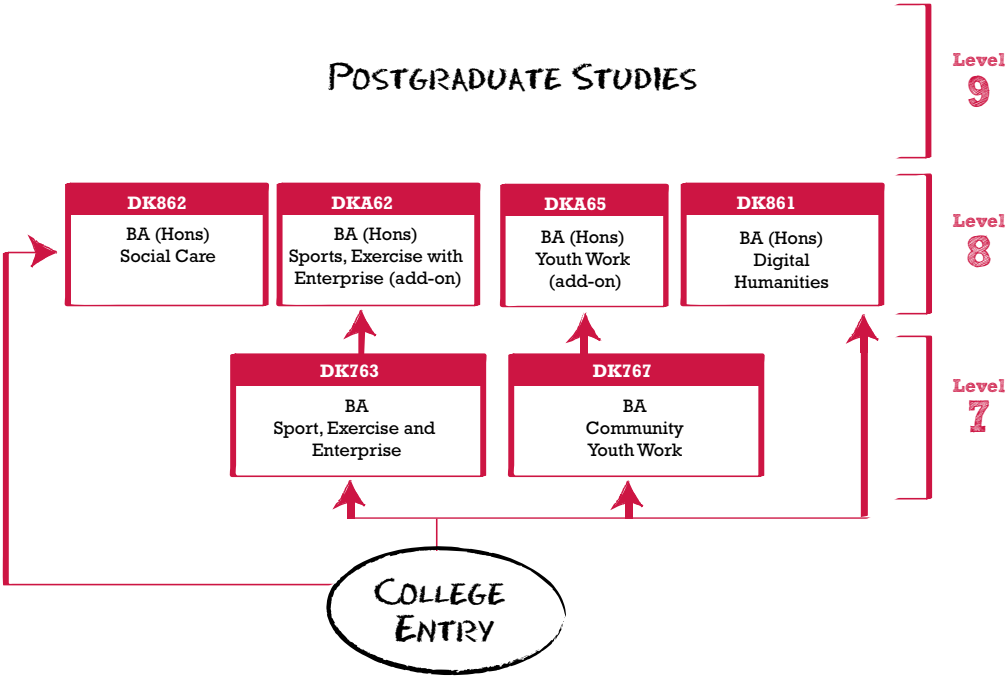 POSTGRADUATE STUDIES
Level
9
DK862
BA (Hons)
Social Care
DKA62
BA (Hons)
Sports, Exercise with
Enterprise (add-on)
DKA65
BA (Hons)
Youth Work
(add-on)
DK861
BA (Hons)
Digital
Humanities
Level
8
DK763
BA
Sport, Exercise and
Enterprise
DK767
BA
Community
Youth Work
Level
7
COLLEGE
ENTRY